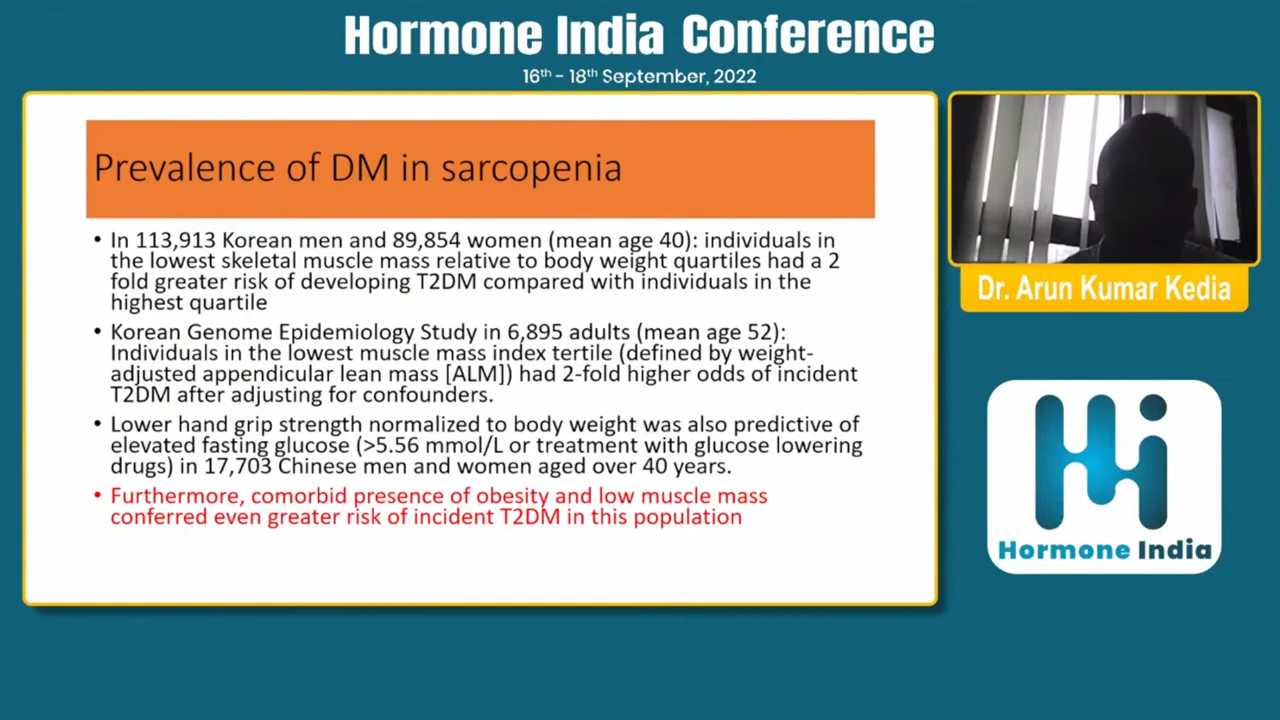 Hormone India Conference
16th - 18th September, 2022
Prevalence of DM in sarcopenia
• In 113,913 Korean men and 89,854 women (mean age 40): individuals in
the lowest skeletal muscle mass relative to body weight quartiles had a 2
fold greater risk of developing T2DM compared with individuals in the
highest quartile
• Korean Genome Epidemiology Study in 6,895 adults (mean age 52):
Individuals in the lowest muscle mass index tertile (defined by weight-
adjusted appendicular lean mass [ALM]) had 2-fold higher odds of incident
T2DM after adjusting for confounders.
• Lower hand grip strength normalized to body weight was also predictive of
elevated fasting glucose (>5.56 mmol/L or treatment with glucose lowering
drugs) in 17,703 Chinese men and women aged over 40 years.
• Furthermore, comorbid presence of obesity and low muscle mass
conferred even greater risk of incident T2DM in this population
Dr. Arun Kumar Kedia
Hi
Hormone India